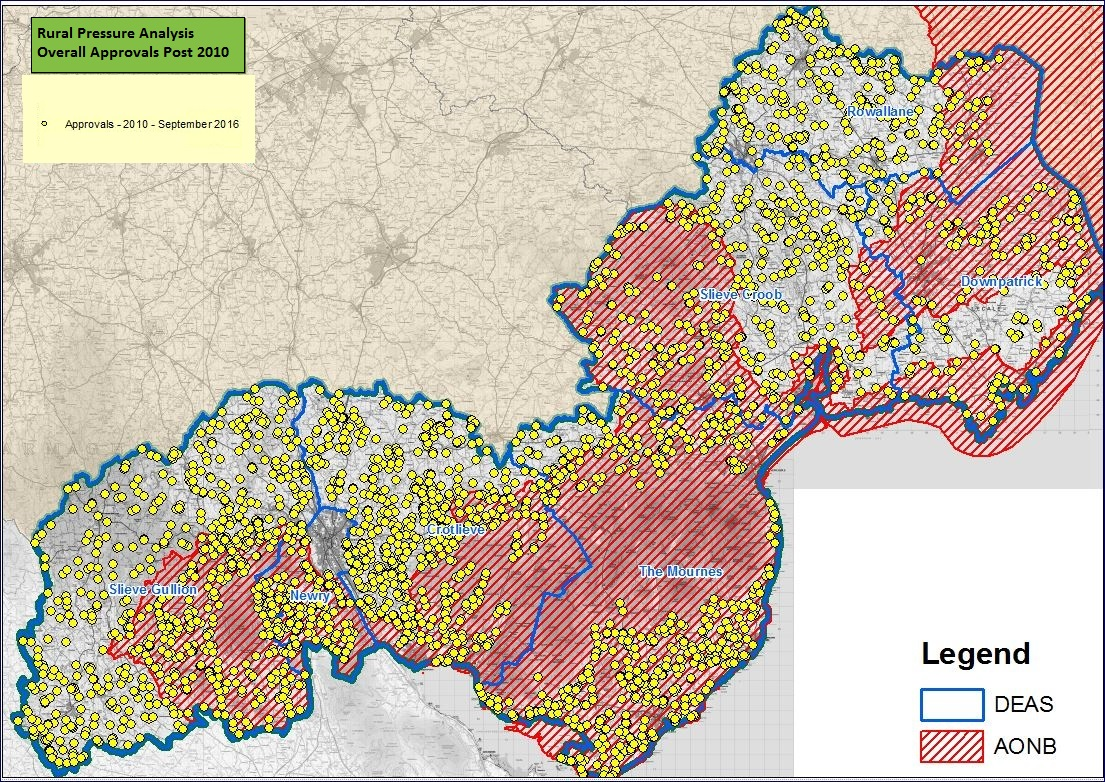 Rural Pressure Analysis
Overall Approvals Post 2010
Approvals - 2010 - September 2016
Rowallane
Downpatrick
Slieve Croob
LECALE
Crotlieve
The Mournes
Slieve Gullion
Newry
Legend
DEAS
AONB